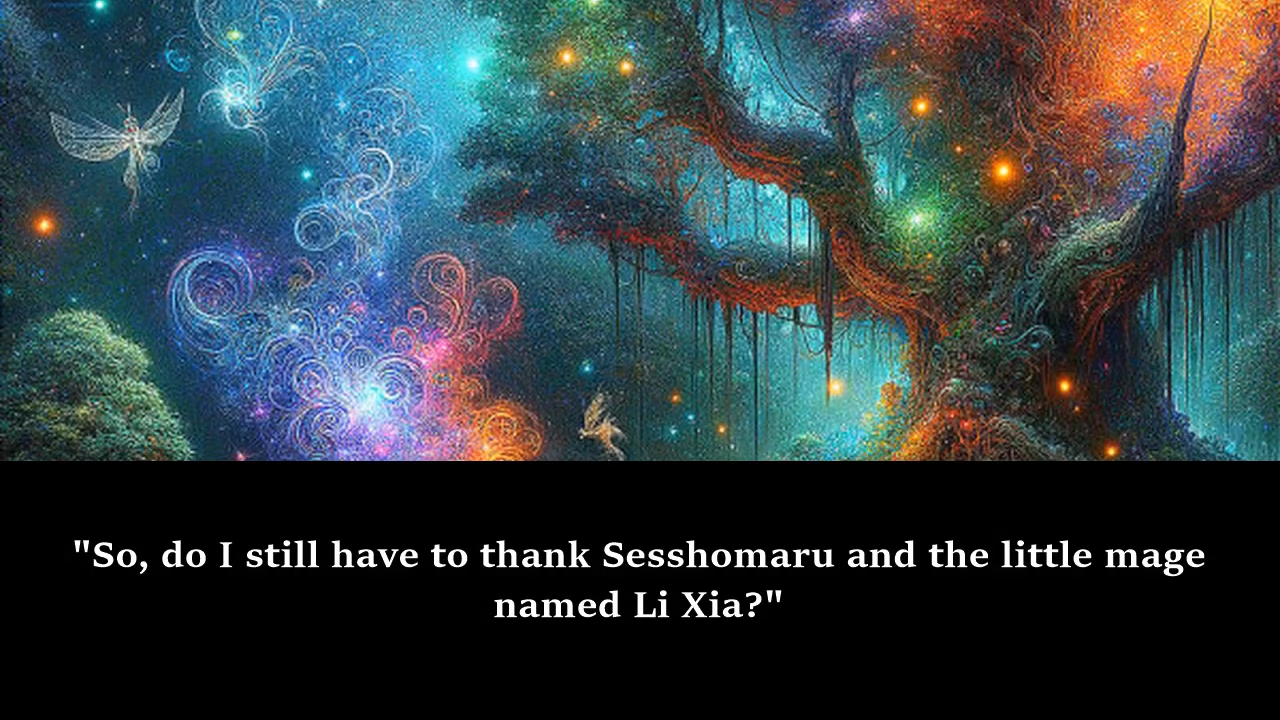 "So, do I still have to thank Sesshomaru and the little mage
named Li Xia?"